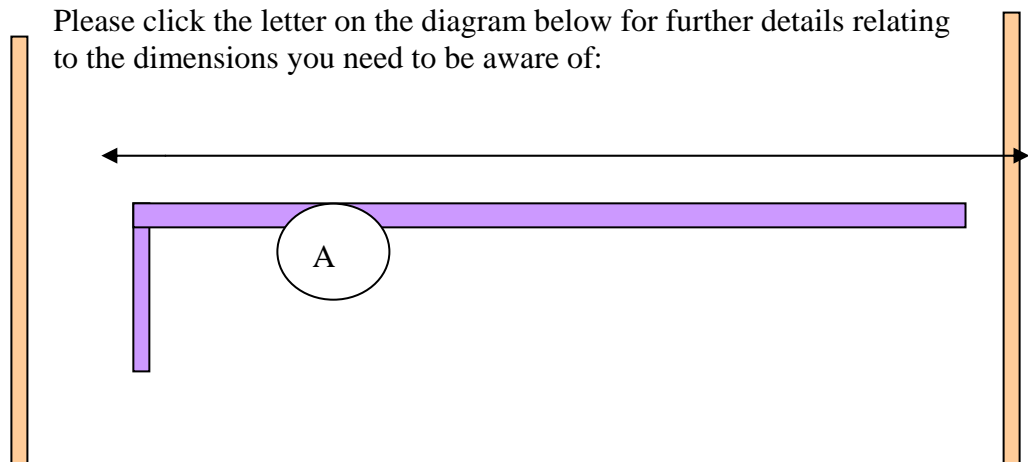 Please click the letter on the diagram below for further details relating
to the dimensions you need to be aware of:
A